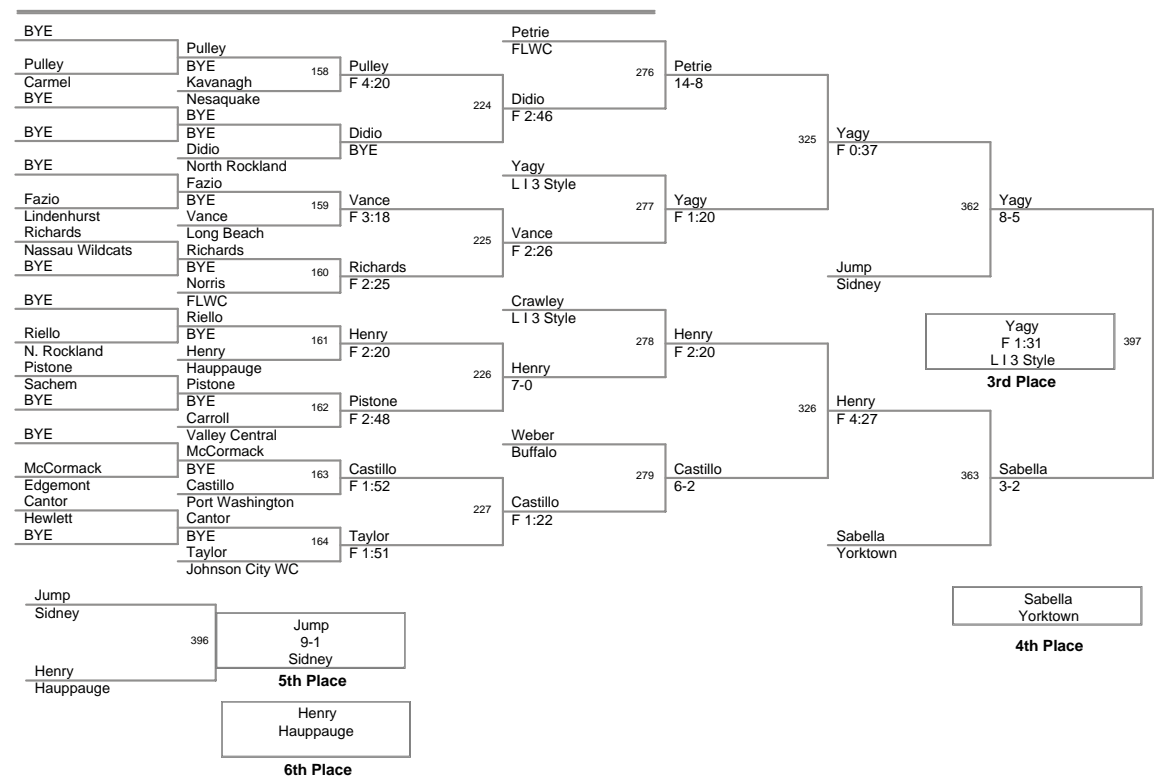 BYE
Pulley
Carmel
BYE
BYE
BYE
Fazio
Lindenhurst
Richards
Nassau Wildcats
BYE
BYE
Riello
N. Rockland
Pistone
Sachem
BYE
BYE
McCormack
Edgemont
Cantor
Hewlett
BYE
Pulley
BYE
Kavanagh
Nesaquake
BYE
BYE
Didio
North Rockland
Fazio
BYE
Vance
Long Beach
Richards
BYE
Norris
FLWC
Riello
BYE
Henry
Hauppauge
Pistone
BYE
Carroll
Valley Central
McCormack
BYE
Castillo
Port Washington
Cantor
BYE
Taylor
Johnson City WC
158
159
160
161
162
163
164
Pulley
F 4:20
Didio
BYE
Vance
F 3:18
Richards
F 2:25
Henry
F 2:20
Pistone
F 2:48
Castillo
F 1:52
Taylor
F 1:51
224
225
226
227
Petrie
FLWC
Didio
F 2:46
Yagy
L I 3 Style
Vance
F 2:26
Crawley
L I 3 Style
Henry
7-0
Weber
Buffalo
Castillo
F 1:22
276
277
278
279
Petrie
14-8
Yagy
F 1:20
Henry
F 2:20
Castillo
6-2
325
326
Yagy
F 0:37
Jump
Sidney
Henry
F 4:27
Sabella
Yorktown
362
363
Yagy
8-5
Sabella
3-2
Yagy
F 1:31
L I 3 Style
397
3rd Place
Sabella
Yorktown
4th Place
Jump
Sidney
Henry
Hauppauge
396
Jump
9-1
Sidney
5th Place
Henry
Hauppauge
6th Place